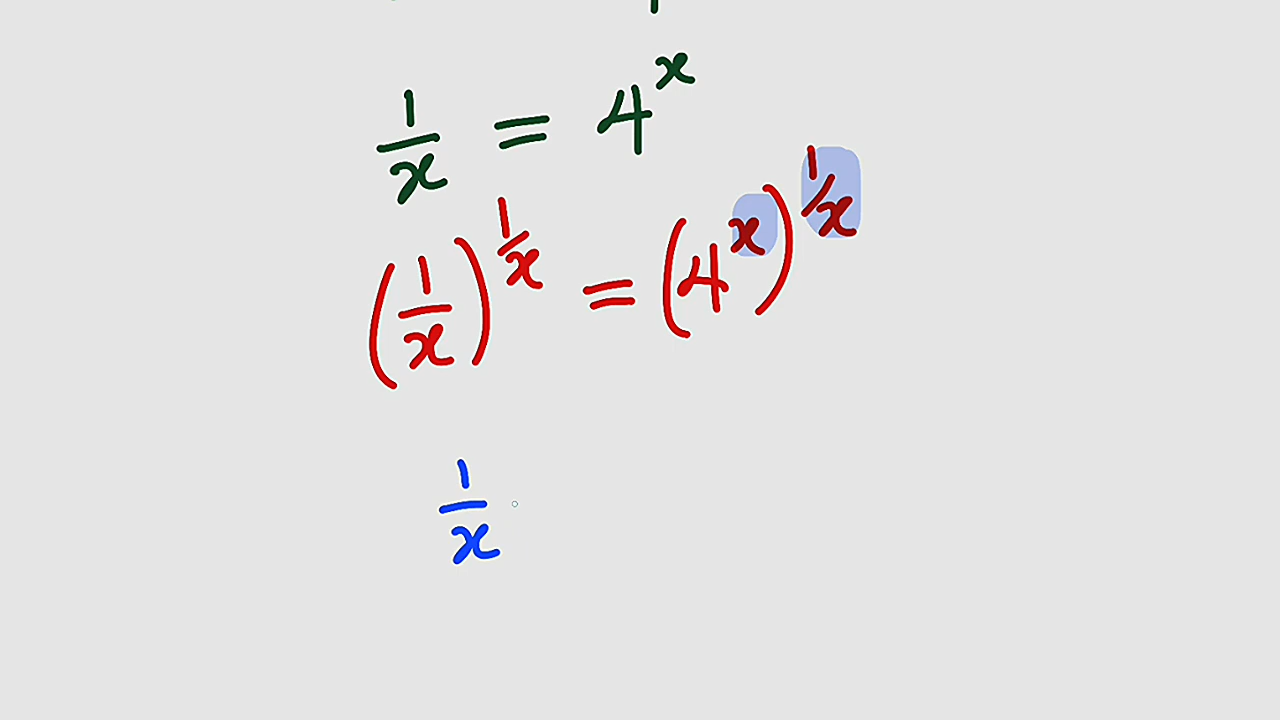 1/x = 4^x
(1/x)^(1/x) = (4^x)^(1/x)
1/x